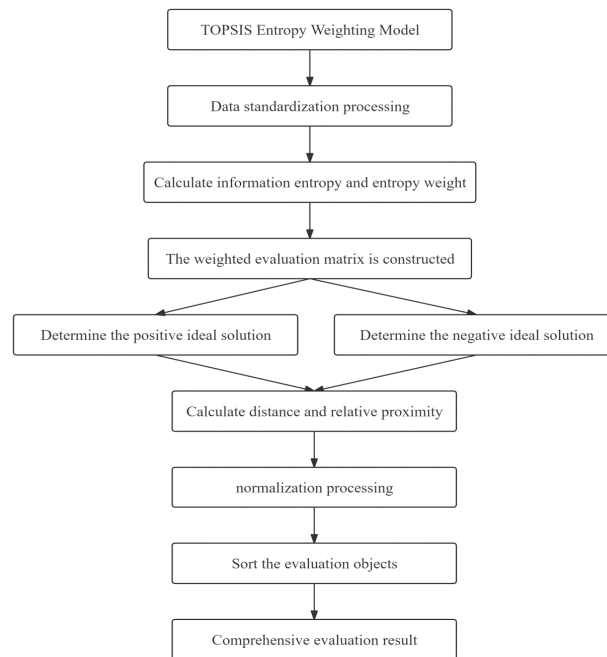 TOPSIS Entropy Weighting Model
Data standardization processing
Calculate information entropy and entropy weight
The weighted evaluation matrix is constructed
Determine the positive ideal solution
Determine the negative ideal solution
Calculate distance and relative proximity
normalization processing
Sort the evaluation objects
Comprehensive evaluation result